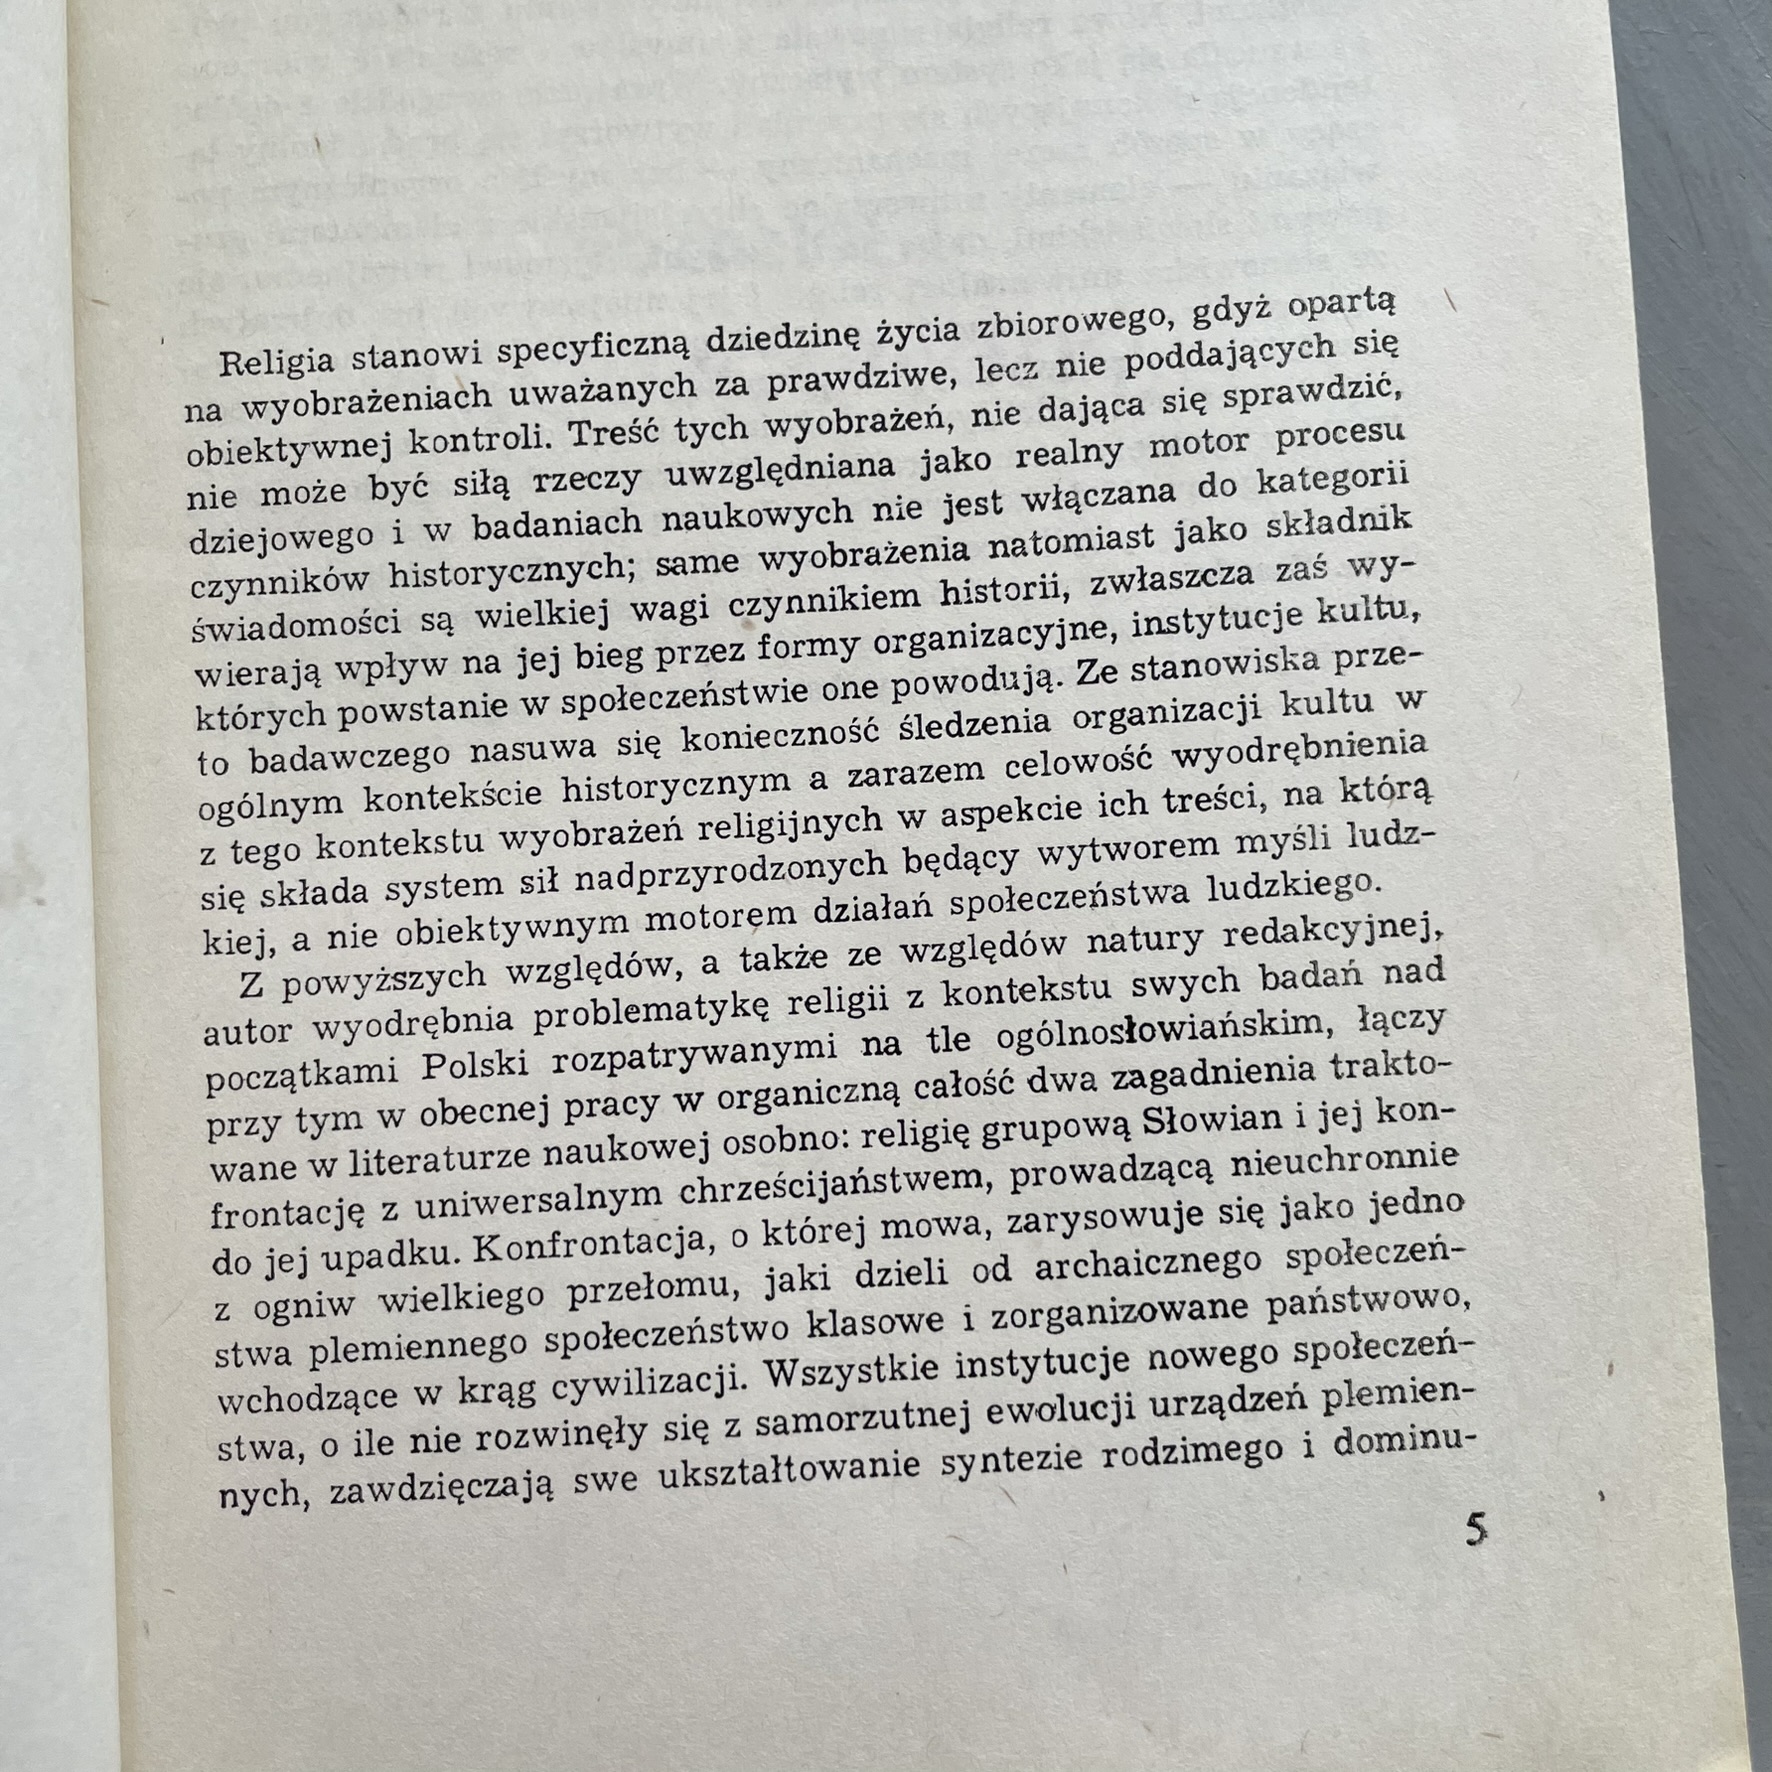 Religia stanowi specyficzną dziedzinę życia zbiorowego, gdyż opartą
na wyobrażeniach uważanych za prawdziwe, lecz nie poddających się
obiektywnej kontroli. Treść tych wyobrażeń, nie dająca się sprawdzić,
nie może być siłą rzeczy uwzględniana jako realny motor procesu
dziejowego i w badaniach naukowych nie jest włączana do kategorii
czynników historycznych; same wyobrażenia natomiast jako składnik
świadomości są wielkiej wagi czynnikiem historii, zwłaszcza zaś wy-
wierają wpływ na jej bieg przez formy organizacyjne, instytucje kultu,
których powstanie w społeczeństwie one powodują. Ze stanowiska prze-
to badawczego nasuwa się konieczność śledzenia organizacji kultu w
ogólnym kontekście historycznym a zarazem celowość wyodrębnienia
z tego kontekstu wyobrażeń religijnych w aspekcie ich treści, na którą
się składa system sił nadprzyrodzonych będący wytworem myśli ludz-
kiej, a nie obiektywnym motorem działań społeczeństwa ludzkiego.
Z powyższych względów, a także ze względów natury redakcyjnej,
autor wyodrębnia problematykę religii z kontekstu swych badań nad
początkami Polski rozpatrywanymi na tle ogólnosłowiańskim, łączy
przy tym w obecnej pracy w organiczną całość dwa zagadnienia trakto-
wane w literaturze naukowej osobno: religię grupową Słowian i jej kon-
frontację z uniwersalnym chrześcijaństwem, prowadzącą nieuchronnie
do jej upadku. Konfrontacja, o której mowa, zarysowuje się jako jedno
z ogniw wielkiego przełomu, jaki dzieli od archaicznego społeczeń-
stwa plemiennego społeczeństwo klasowe i zorganizowane państwowo,
wchodzące w krąg cywilizacji. Wszystkie instytucje nowego społeczeń-
stwa, o ile nie rozwinęły się z samorzutnej ewolucji urządzeń plemien-
nych, zawdzięczają swe ukształtowanie syntezie rodzimego i dominu-
5